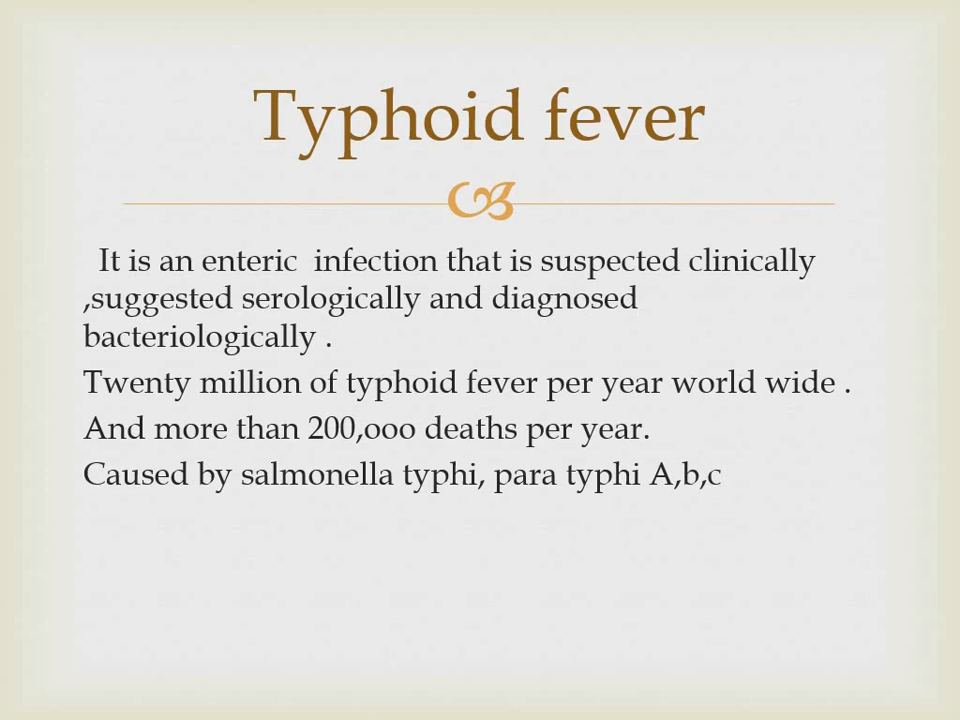 Typhoid fever
It is an enteric  infection that is suspected clinically
,suggested serologically and diagnosed
bacteriologically .
Twenty million of typhoid fever per year world wide .
And more than 200,ooo deaths per year.
Caused by salmonella typhi, para typhi A,b,c